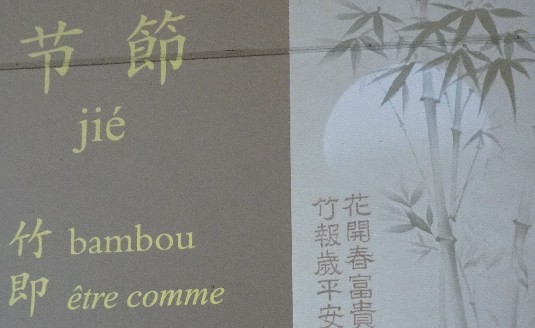 节 節
jié
竹 bambou
即 être comme
花開春富貴
竹報歲平安